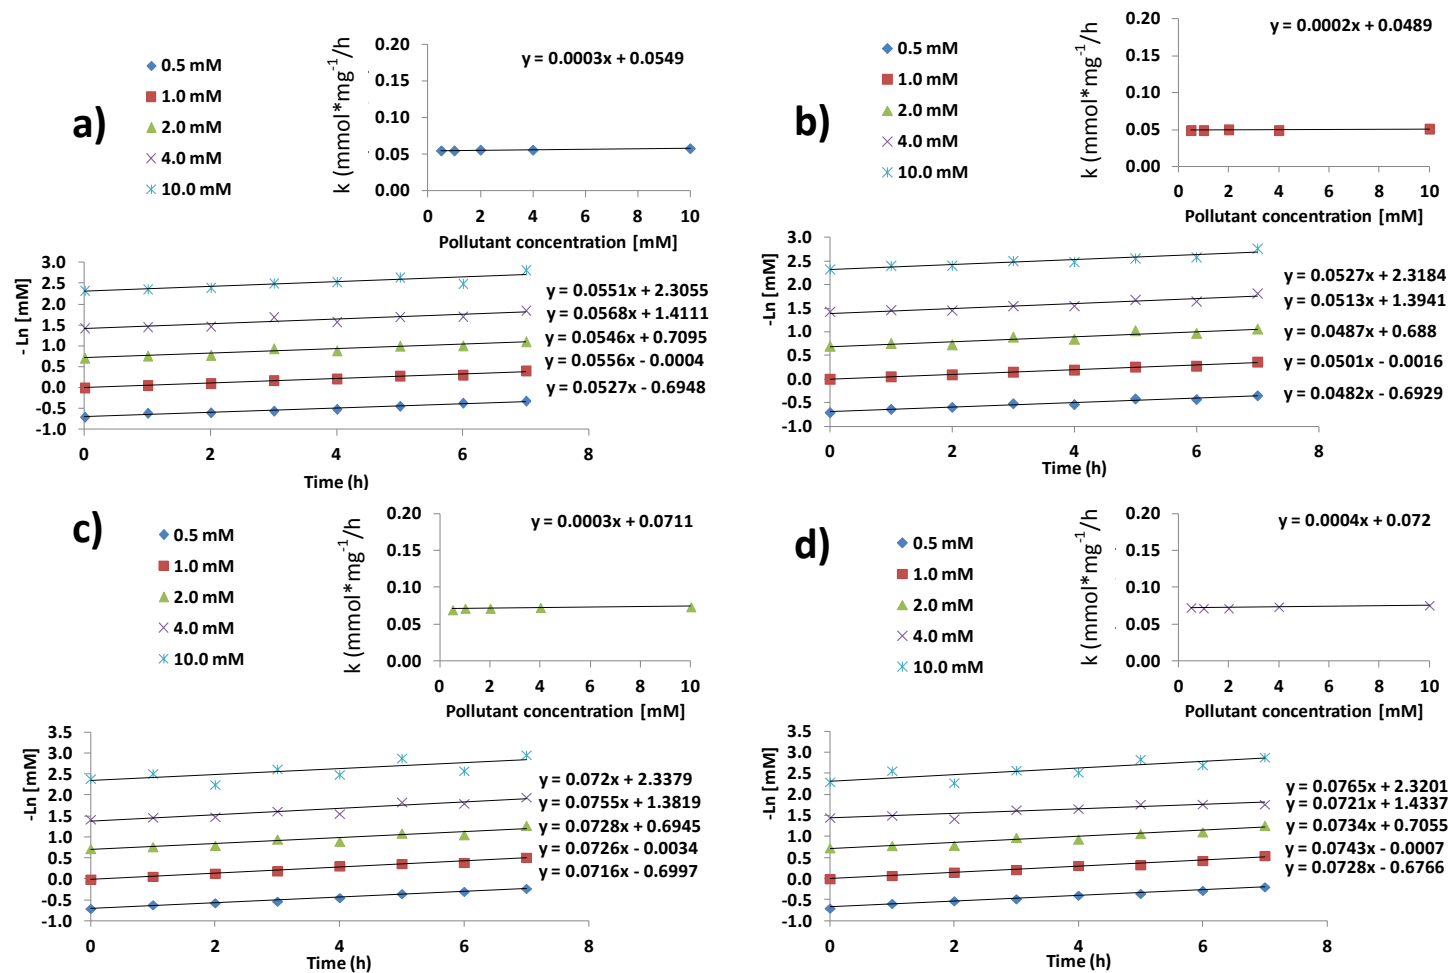 a)
0.5 mM
1.0 mM
2.0 mM
4.0 mM
10.0 mM
k (mmol*mg-1/h
0.20
0.15
0.10
0.05
0.00
y = 0.0003x + 0.0549
0 2 4 6 8 10
Pollutant concentration [mM]
- Ln [mM]
3.0
2.5
2.0
1.5
1.0
0.5
0.0
-0.5
-1.0
y = 0.0551x + 2.3055
y = 0.0568x + 1.4111
y = 0.0546x + 0.7095
y = 0.0556x - 0.0004
y = 0.0527x - 0.6948
0 2 4 6 8
Time (h)
b)
0.5 mM
1.0 mM
2.0 mM
4.0 mM
10.0 mM
k (mmol*mg-1/h
0.20
0.15
0.10
0.05
0.00
y = 0.0002x + 0.0489
0 2 4 6 8 10
Pollutant concentration [mM]
-Ln [mM]
3.0
2.5
2.0
1.5
1.0
0.5
0.0
-0.5
-1.0
y = 0.0527x + 2.3184
y = 0.0513x + 1.3941
y = 0.0487x + 0.688
y = 0.0501x - 0.0016
y = 0.0482x - 0.6929
0 2 4 6 8
Time (h)
c)
0.5 mM
1.0 mM
2.0 mM
4.0 mM
10.0 mM
k (mmol*mg-1/h
0.20
0.15
0.10
0.05
0.00
y = 0.0003x + 0.0711
0 2 4 6 8 10
Pollutant concentration [mM]
-Ln [mM]
3.5
3.0
2.5
2.0
1.5
1.0
0.5
0.0
-0.5
-1.0
y = 0.072x + 2.3379
y = 0.0755x + 1.3819
y = 0.0728x + 0.6945
y = 0.0726x - 0.0034
y = 0.0716x - 0.6997
0 2 4 6 8
Time (h)
d)
0.5 mM
1.0 mM
2.0 mM
4.0 mM
10.0 mM
k (mmol*mg-1/h
0.20
0.15
0.10
0.05
0.00
y = 0.0004x + 0.072
0 2 4 6 8 10
Pollutant concentration [mM]
-Ln [mM]
3.5
3.0
2.5
2.0
1.5
1.0
0.5
0.0
-0.5
-1.0
y = 0.0765x + 2.3201
y = 0.0721x + 1.4337
y = 0.0734x + 0.7055
y = 0.0743x - 0.0007
y = 0.0728x - 0.6766
0 2 4 6 8
Time (h)